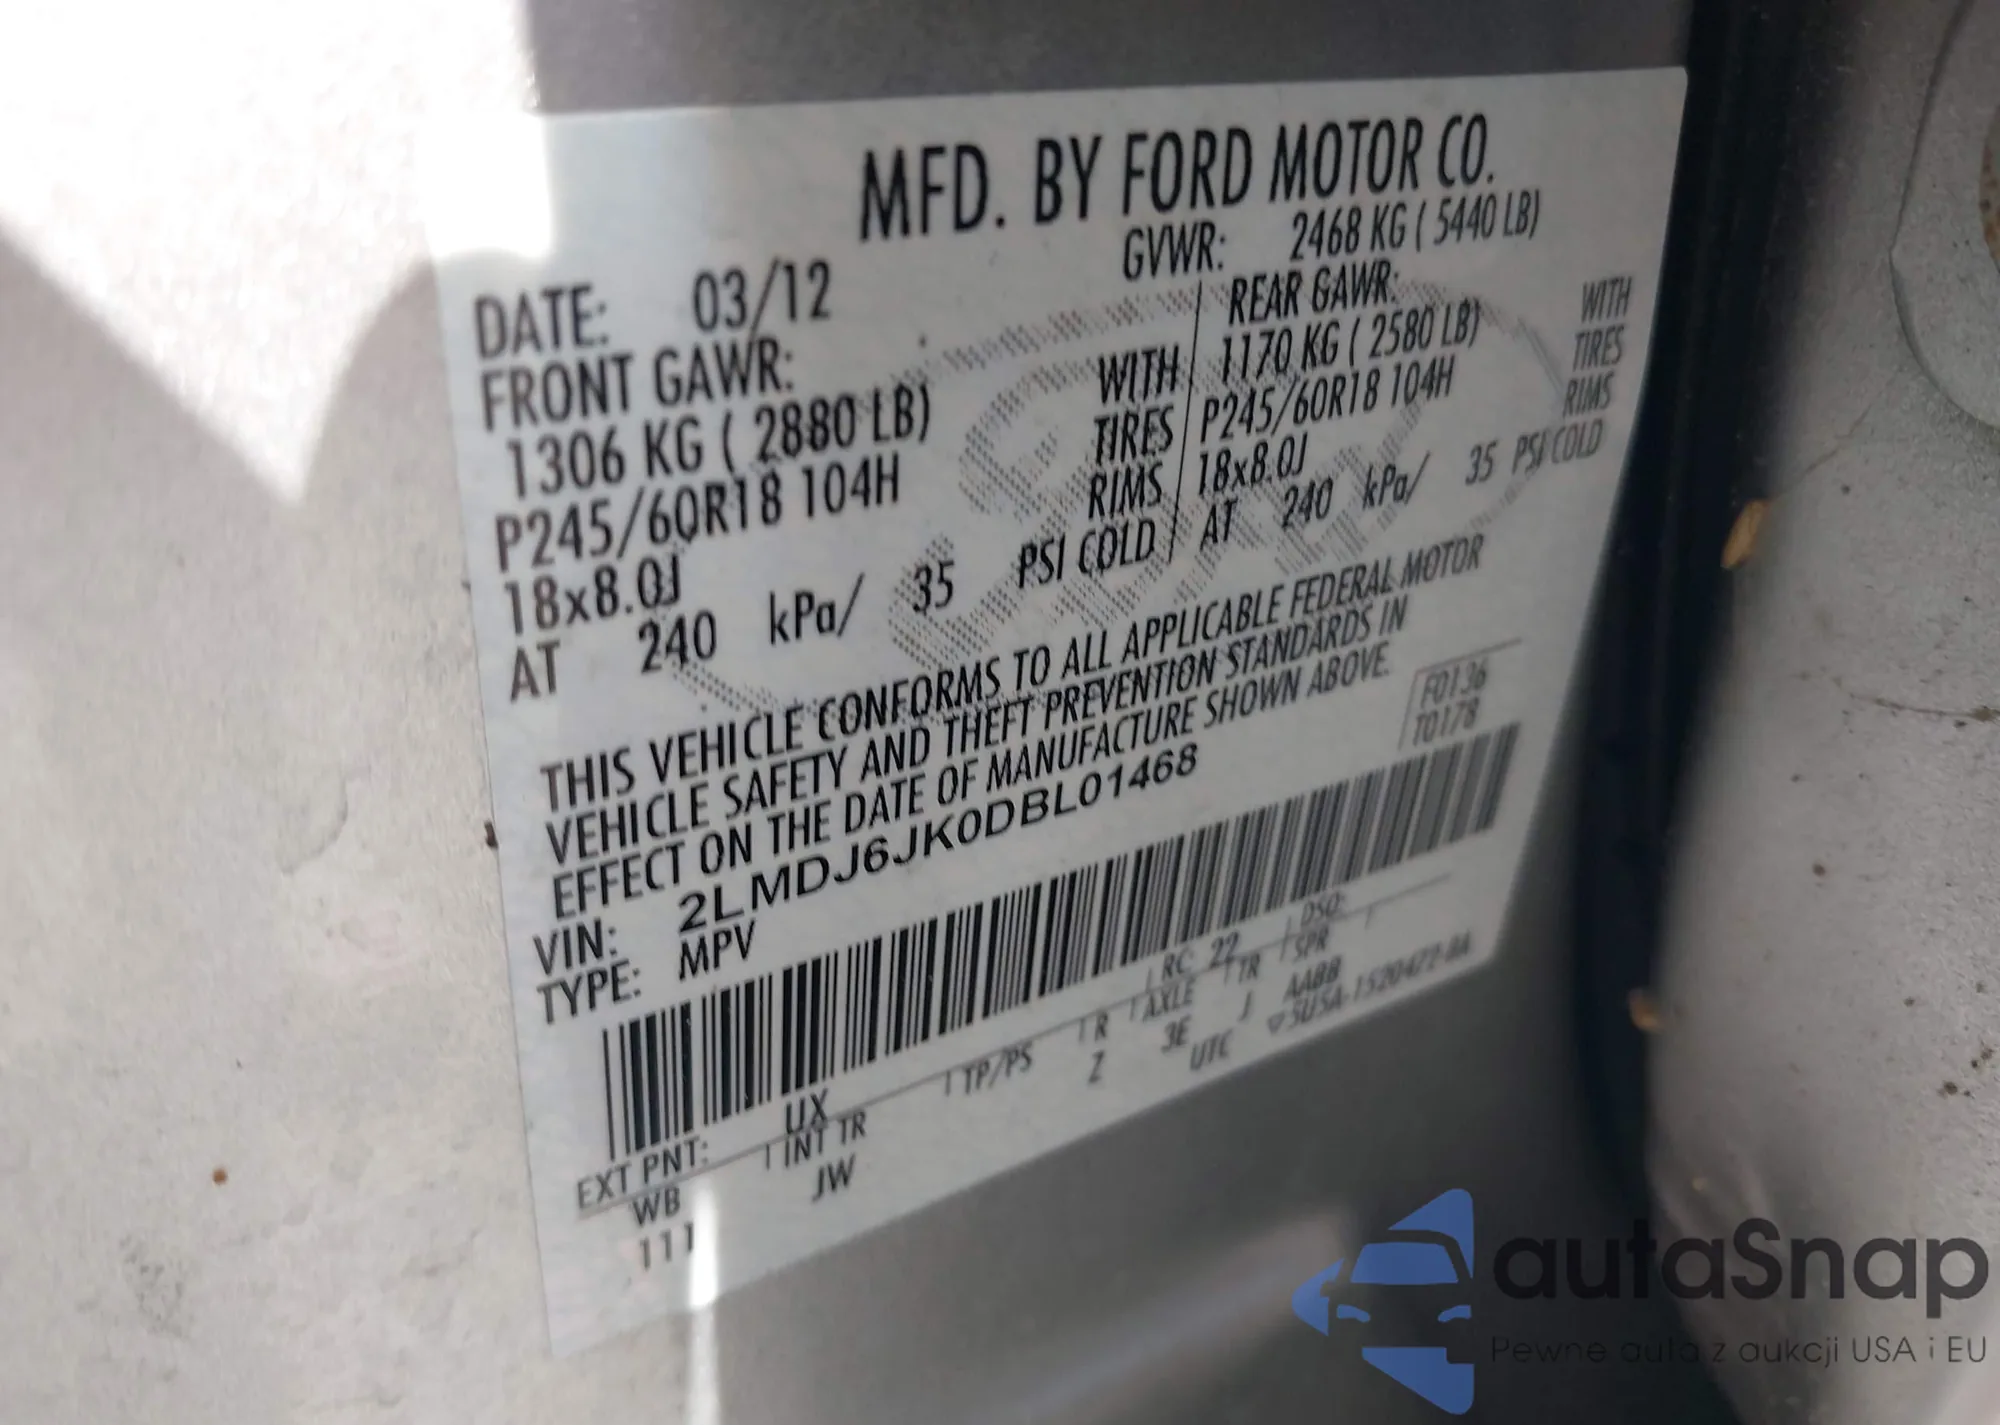 MFD. BY FORD MOTOR CO.
DATE: 03/12 GVWR: 2468 KG ( 5440 LB)
FRONT GAWR: REAR GAWR:
1306 KG ( 2880 LB) WITH 1170 KG ( 2580 LB) WITH
P245/60R18 104H TIRES P245/60R18 104H TIRES
18x8.0J RIMS 18x8.0J RIMS
AT 240 kPa/ 35 PSI COLD AT 240 kPa/ 35 PSI COLD
THIS VEHICLE CONFORMS TO ALL APPLICABLE FEDERAL MOTOR
VEHICLE SAFETY AND THEFT PREVENTION STANDARDS IN
EFFECT ON THE DATE OF MANUFACTURE SHOWN ABOVE.
VIN: 2LMDJ6JK0DBL01468 F0136
TYPE: MPV T0178
EXT PNT: UX RC 22 DSO:
WB INT TR TP/PS R AXLE TR SPR
111 JW Z 3E J AABB
UTC ▽SUSA-1520472-BA
autaSnap
Pewne auta z aukcji USA i EU